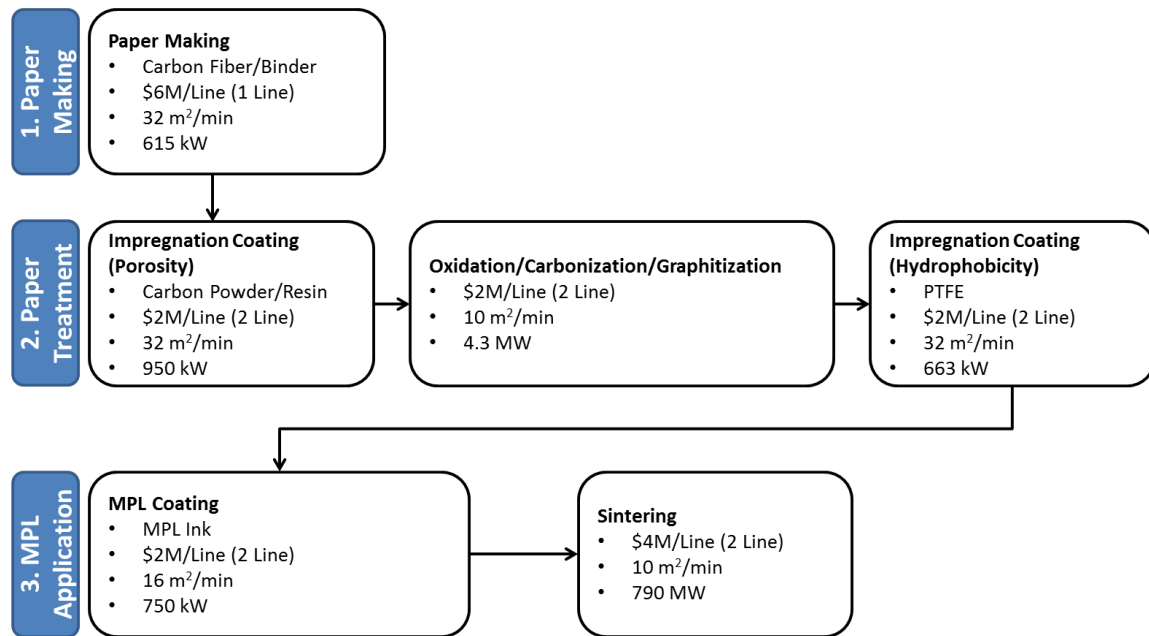 1. Paper
Making
Paper Making
• Carbon Fiber/Binder
• $6M/Line (1 Line)
• 32 m²/min
• 615 kW
2. Paper
Treatment
Impregnation Coating
(Porosity)
• Carbon Powder/Resin
• $2M/Line (2 Line)
• 32 m²/min
• 950 kW
Oxidation/Carbonization/Graphitization
• $2M/Line (2 Line)
• 10 m²/min
• 4.3 MW
Impregnation Coating
(Hydrophobicity)
• PTFE
• $2M/Line (2 Line)
• 32 m²/min
• 663 kW
3. MPL
Application
MPL Coating
• MPL Ink
• $2M/Line (2 Line)
• 16 m²/min
• 750 kW
Sintering
• $4M/Line (2 Line)
• 10 m²/min
• 790 MW